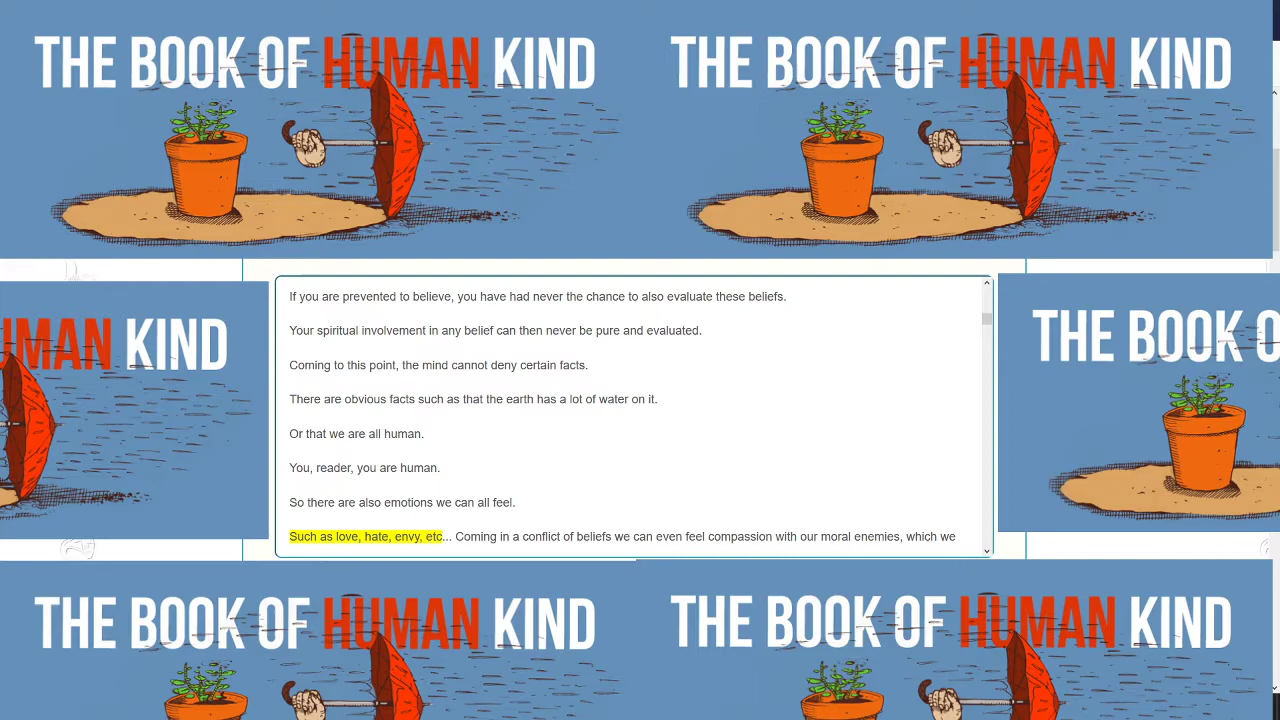 THE BOOK OF HUMAN KIND
THE BOOK OF HUMAN KIND
If you are prevented to believe, you have had never the chance to also evaluate these beliefs.
Your spiritual involvement in any belief can then never be pure and evaluated.
Coming to this point, the mind cannot deny certain facts.
There are obvious facts such as that the earth has a lot of water on it.
Or that we are all human.
You, reader, you are human.
So there are also emotions we can all feel.
Such as love, hate, envy, etc... Coming in a conflict of beliefs we can even feel compassion with our moral enemies, which we
UMAN KIND
THE BOOK O
THE BOOK OF HUMAN KIND
THE BOOK OF HUMAN KIND